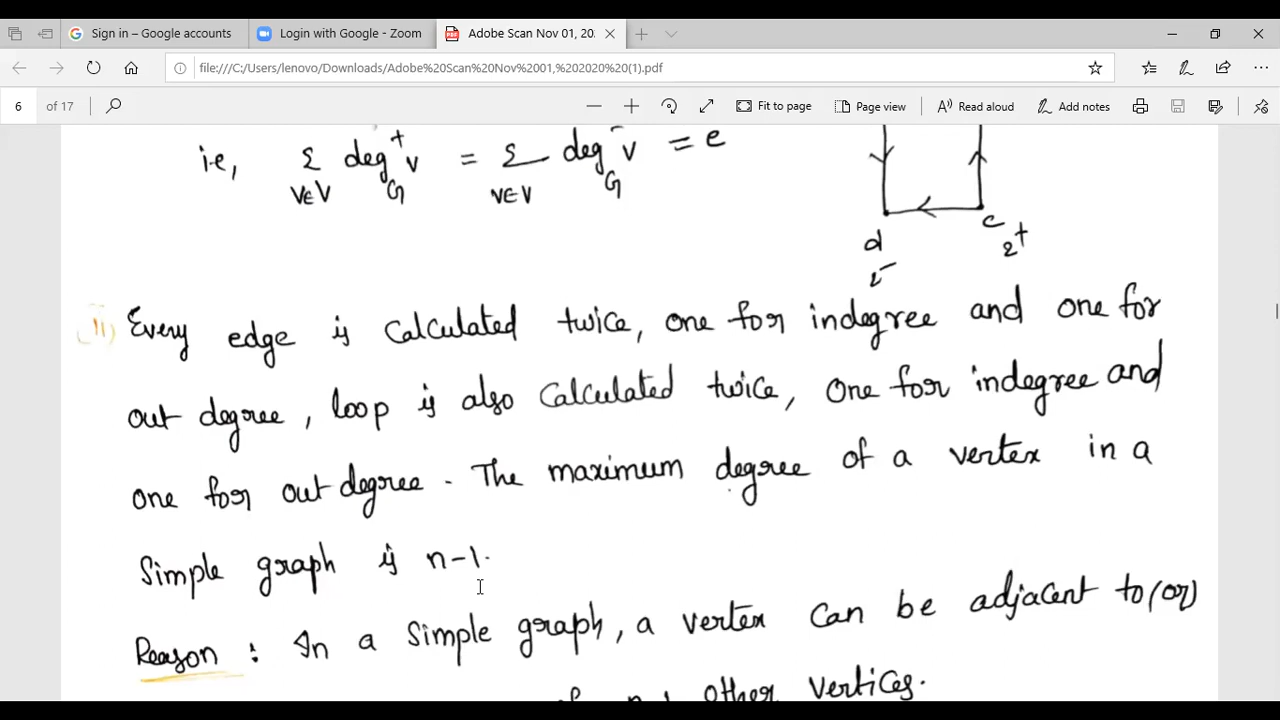 Sign in – Google accounts
Login with Google - Zoom
Adobe Scan Nov 01, 202
file:///C:/Users/lenovo/Downloads/Adobe%20Scan%20Nov%2001,%202020%20(1).pdf
6 of 17
Fit to page
Page view
Read aloud
Add notes
i.e, Σ deg⁺ v = Σ deg⁻ v = e
V∈V G V∈V G
c
2⁺
d
(ii) Every edge is Calculated twice, one for indegree and one for
out degree, loop is also Calculated twice, One for indegree and
one for out degree. The maximum degree of a vertex in a
Simple graph is n-1.
Reason : In a Simple graph, a vertex can be adjacent to (or)
other vertices.